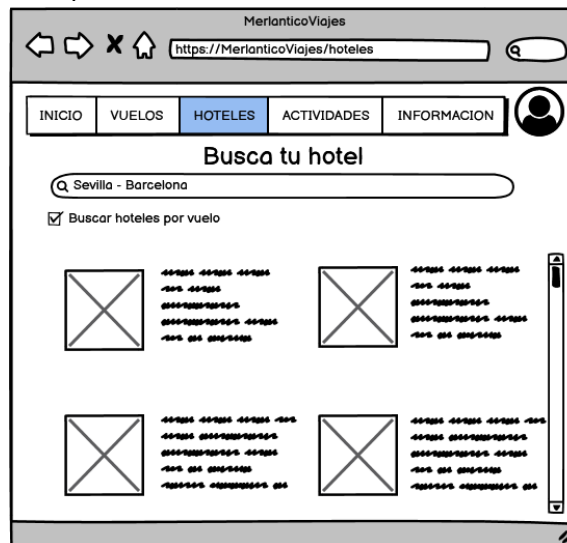 MerlanticoViajes
https://MerlanticoViajes/hoteles
INICIO VUELOS HOTELES ACTIVIDADES INFORMACION
Busca tu hotel
Sevilla - Barcelona
Buscar hoteles por vuelo